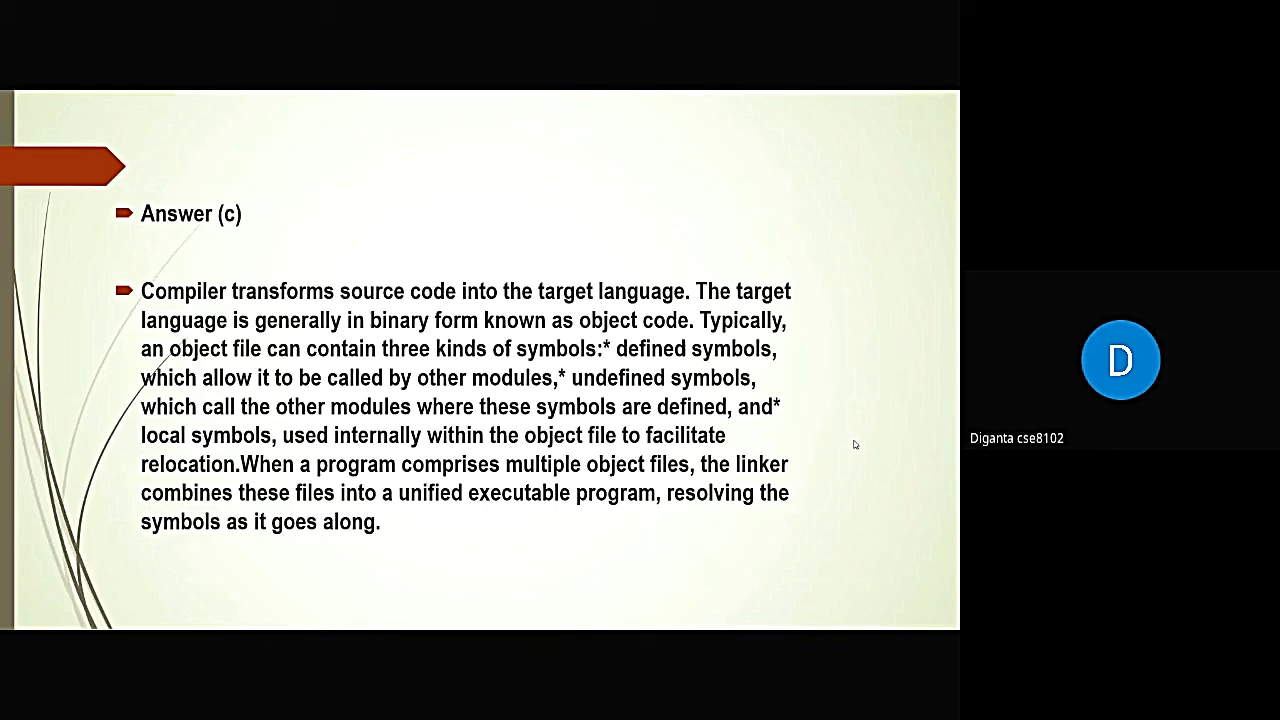 Answer (c)
Compiler transforms source code into the target language. The target
language is generally in binary form known as object code. Typically,
an object file can contain three kinds of symbols:* defined symbols,
which allow it to be called by other modules,* undefined symbols,
which call the other modules where these symbols are defined, and*
local symbols, used internally within the object file to facilitate
relocation.When a program comprises multiple object files, the linker
combines these files into a unified executable program, resolving the
symbols as it goes along.
D
Diganta cse8102